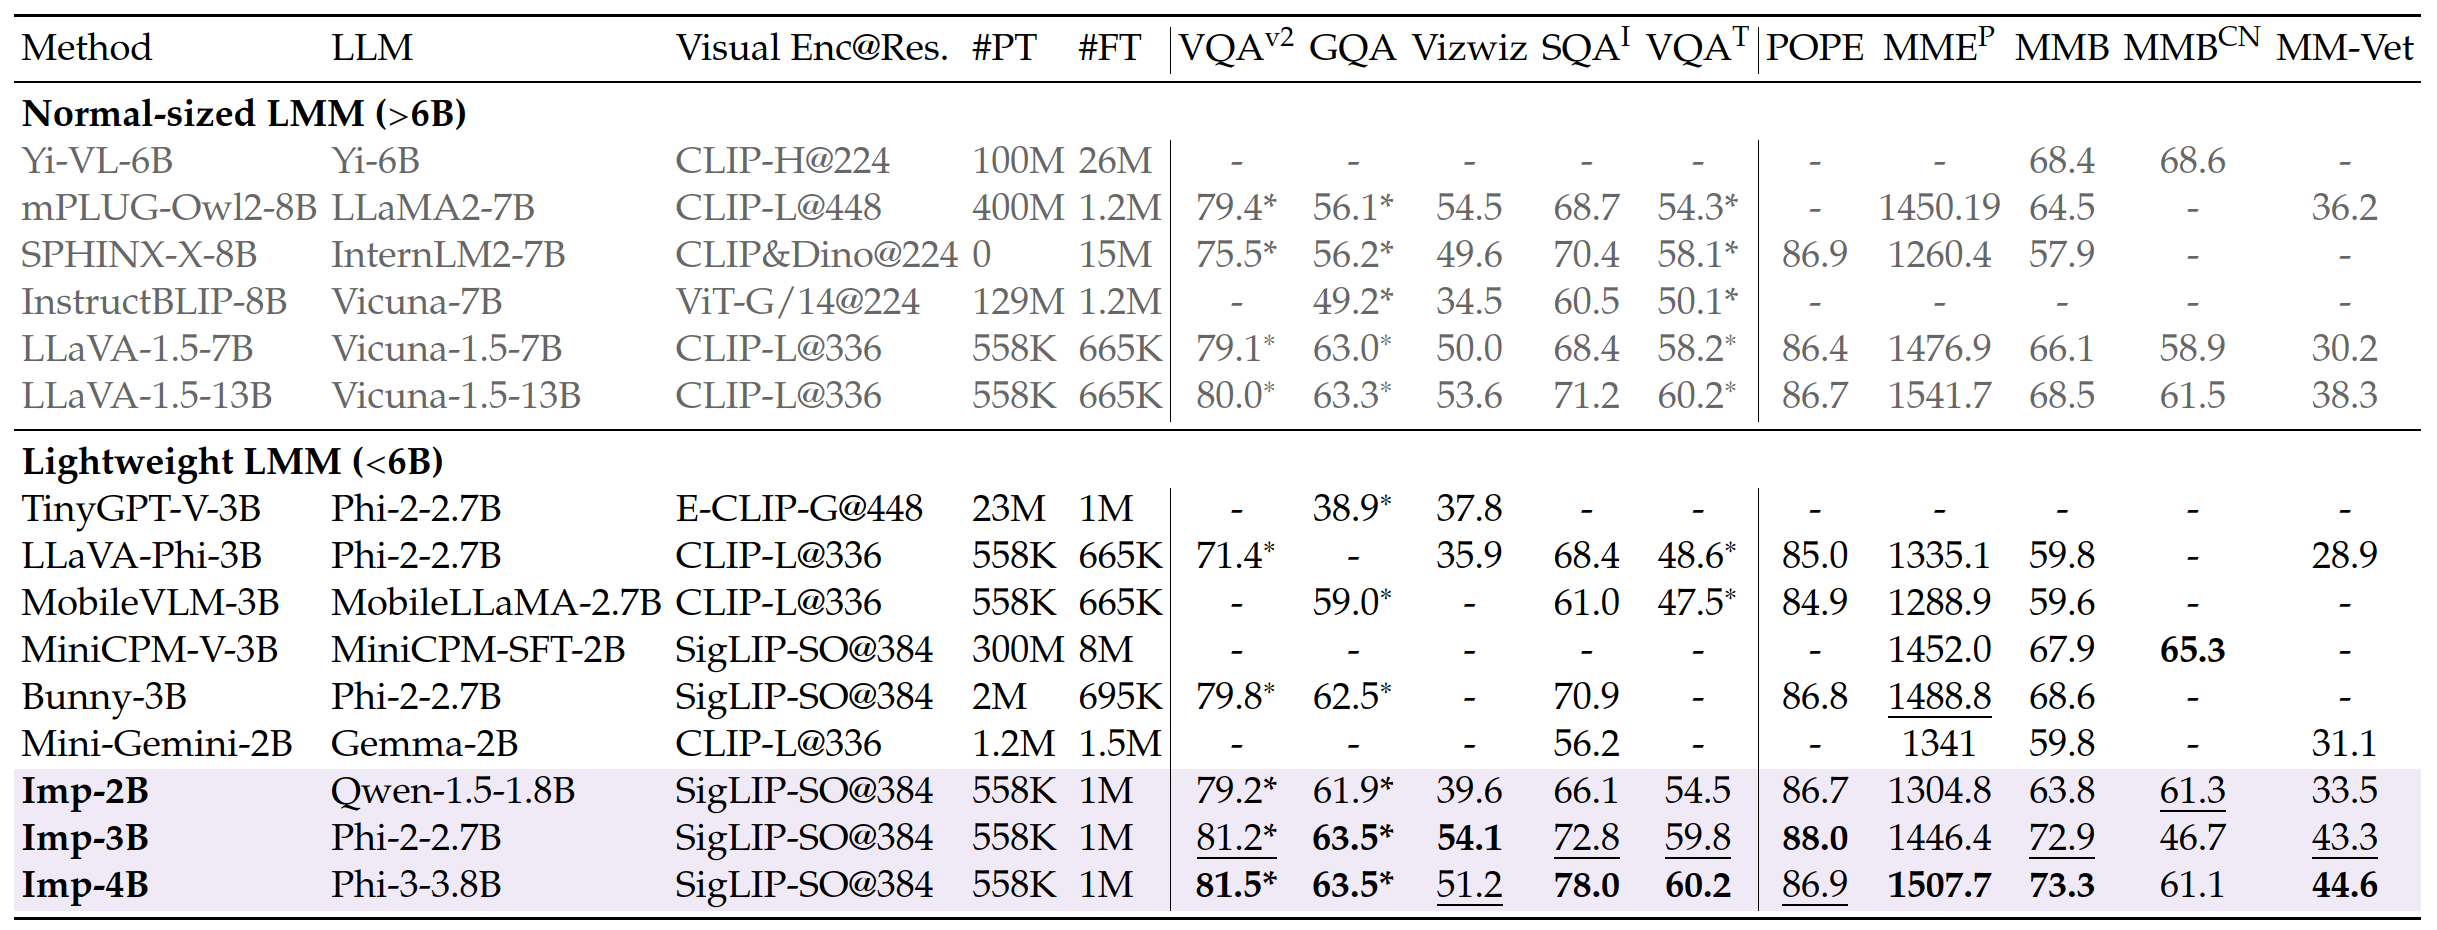 Method LLM Visual Enc@Res. #PT #FT VQA^v2 GQA Vizwiz SQA^I VQA^T POPE MME^P MMB MMB^CN MM-Vet
Normal-sized LMM (>6B)
Yi-VL-6B Yi-6B CLIP-H@224 100M 26M - - - - - - - 68.4 68.6 -
mPLUG-Owl2-8B LLaMA2-7B CLIP-L@448 400M 1.2M 79.4* 56.1* 54.5 68.7 54.3* - 1450.19 64.5 - 36.2
SPHINX-X-8B InternLM2-7B CLIP&Dino@224 0 15M 75.5* 56.2* 49.6 70.4 58.1* 86.9 1260.4 57.9 - -
InstructBLIP-8B Vicuna-7B ViT-G/14@224 129M 1.2M - 49.2* 34.5 60.5 50.1* - - - - -
LLaVA-1.5-7B Vicuna-1.5-7B CLIP-L@336 558K 665K 79.1* 63.0* 50.0 68.4 58.2* 86.4 1476.9 66.1 58.9 30.2
LLaVA-1.5-13B Vicuna-1.5-13B CLIP-L@336 558K 665K 80.0* 63.3* 53.6 71.2 60.2* 86.7 1541.7 68.5 61.5 38.3
Lightweight LMM (<6B)
TinyGPT-V-3B Phi-2-2.7B E-CLIP-G@448 23M 1M - 38.9* 37.8 - - - - - - -
LLaVA-Phi-3B Phi-2-2.7B CLIP-L@336 558K 665K 71.4* - 35.9 68.4 48.6* 85.0 1335.1 59.8 - 28.9
MobileVLM-3B MobileLLaMA-2.7B CLIP-L@336 558K 665K - 59.0* - 61.0 47.5* 84.9 1288.9 59.6 - -
MiniCPM-V-3B MiniCPM-SFT-2B SigLIP-SO@384 300M 8M - - - - - - 1452.0 67.9 65.3 -
Bunny-3B Phi-2-2.7B SigLIP-SO@384 2M 695K 79.8* 62.5* - 70.9 - 86.8 1488.8 68.6 - -
Mini-Gemini-2B Gemma-2B CLIP-L@336 1.2M 1.5M - - - 56.2 - - 1341 59.8 - 31.1
Imp-2B Qwen-1.5-1.8B SigLIP-SO@384 558K 1M 79.2* 61.9* 39.6 66.1 54.5 86.7 1304.8 63.8 61.3 33.5
Imp-3B Phi-2-2.7B SigLIP-SO@384 558K 1M 81.2* 63.5* 54.1 72.8 59.8 88.0 1446.4 72.9 46.7 43.3
Imp-4B Phi-3-3.8B SigLIP-SO@384 558K 1M 81.5* 63.5* 51.2 78.0 60.2 86.9 1507.7 73.3 61.1 44.6